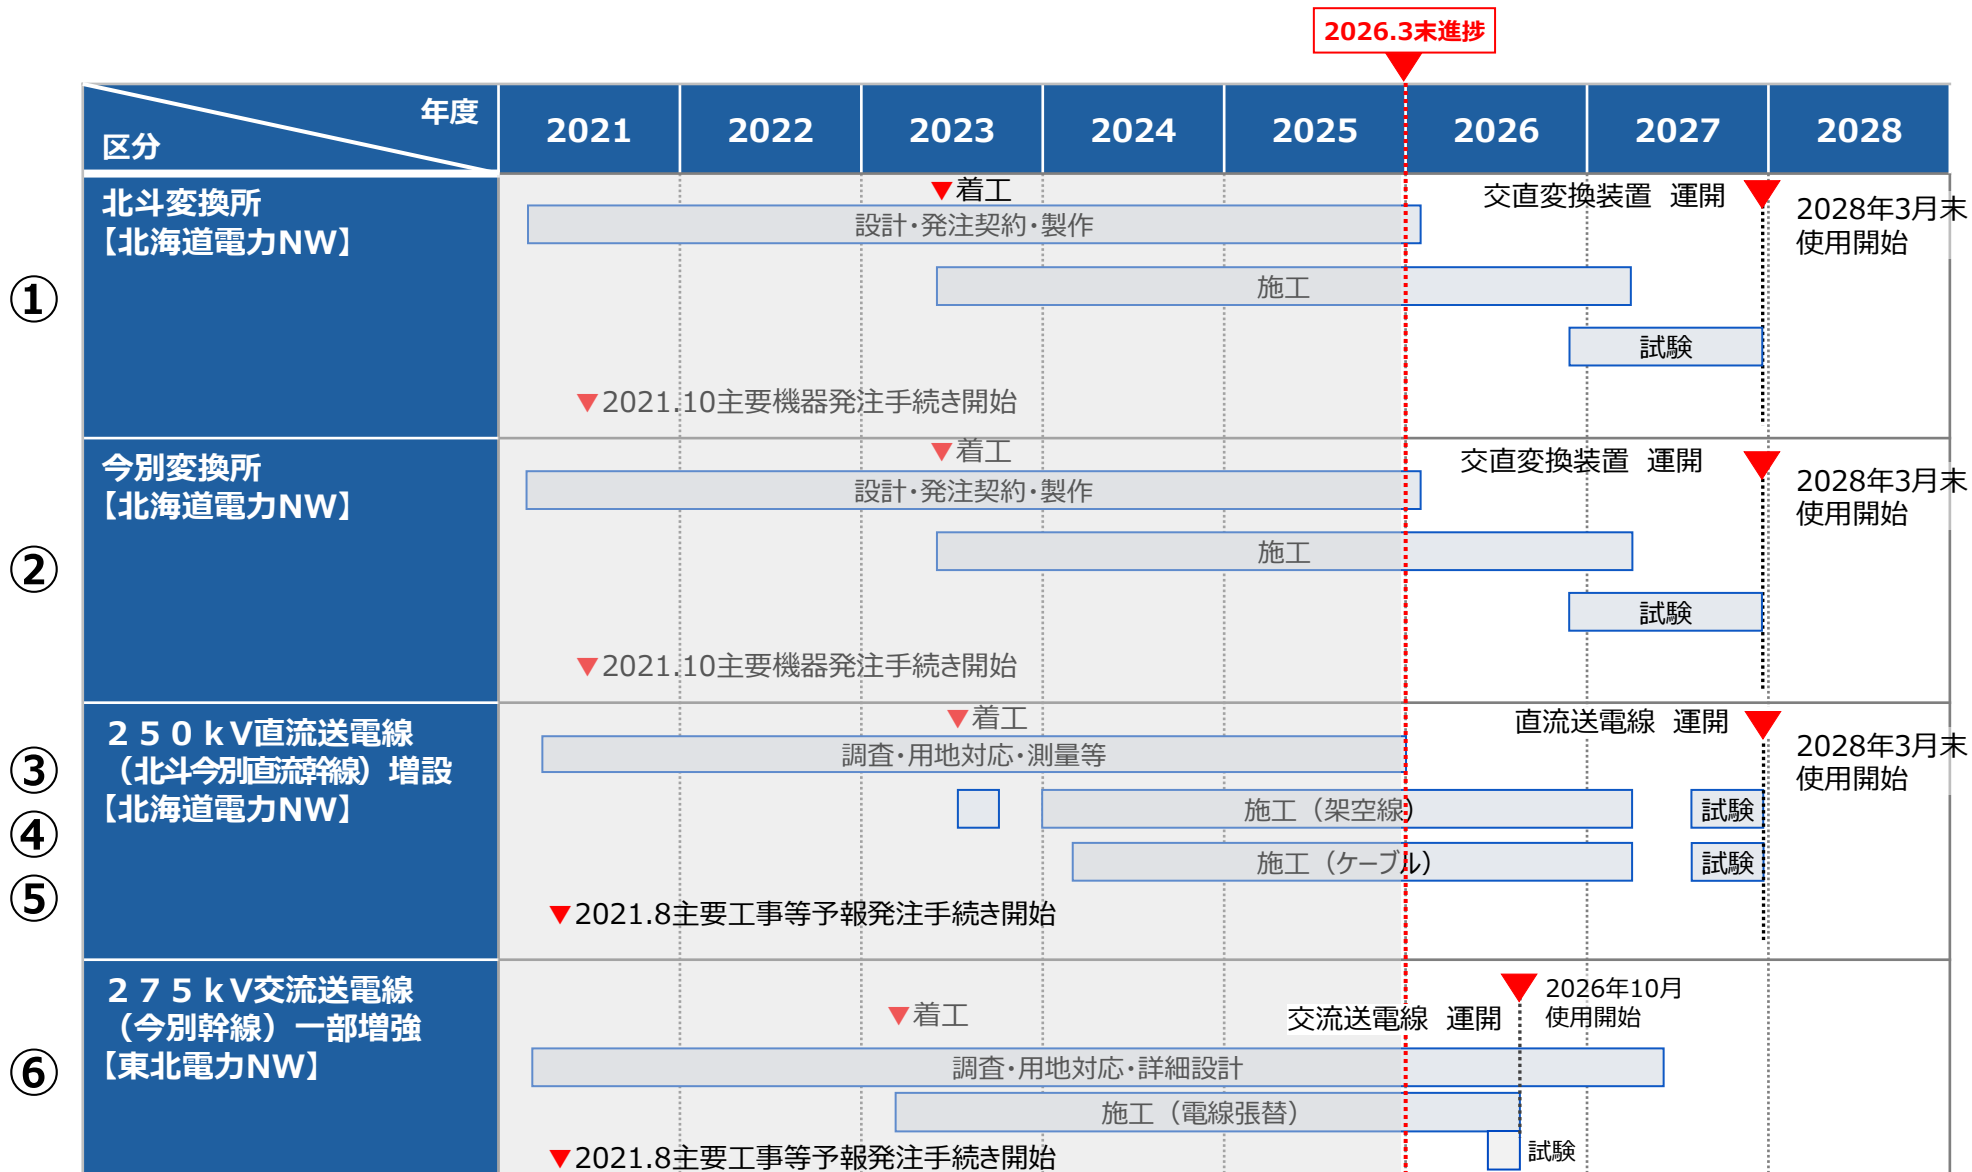 2026.3末進捗
年度
区分
2021
2022
2023
2024
2025
2026
2027
2028
①
北斗変換所
【北海道電力NW】
▼着工
設計・発注契約・製作
施工
試験
▼2021.10主要機器発注手続き開始
交直変換装置 運開
2028年3月末
使用開始
②
今別変換所
【北海道電力NW】
▼着工
設計・発注契約・製作
施工
試験
▼2021.10主要機器発注手続き開始
交直変換装置 運開
2028年3月末
使用開始
③
④
⑤
２５０ｋV直流送電線
（北斗今別直流幹線）増設
【北海道電力NW】
▼着工
調査・用地対応・測量等
施工（架空線）
試験
施工（ケーブル）
試験
▼2021.8主要工事等予報発注手続き開始
直流送電線 運開
2028年3月末
使用開始
⑥
２７５ｋV交流送電線
（今別幹線）一部増強
【東北電力NW】
▼着工
交流送電線 運開
2026年10月
使用開始
調査・用地対応・詳細設計
施工（電線張替）
試験
▼2021.8主要工事等予報発注手続き開始